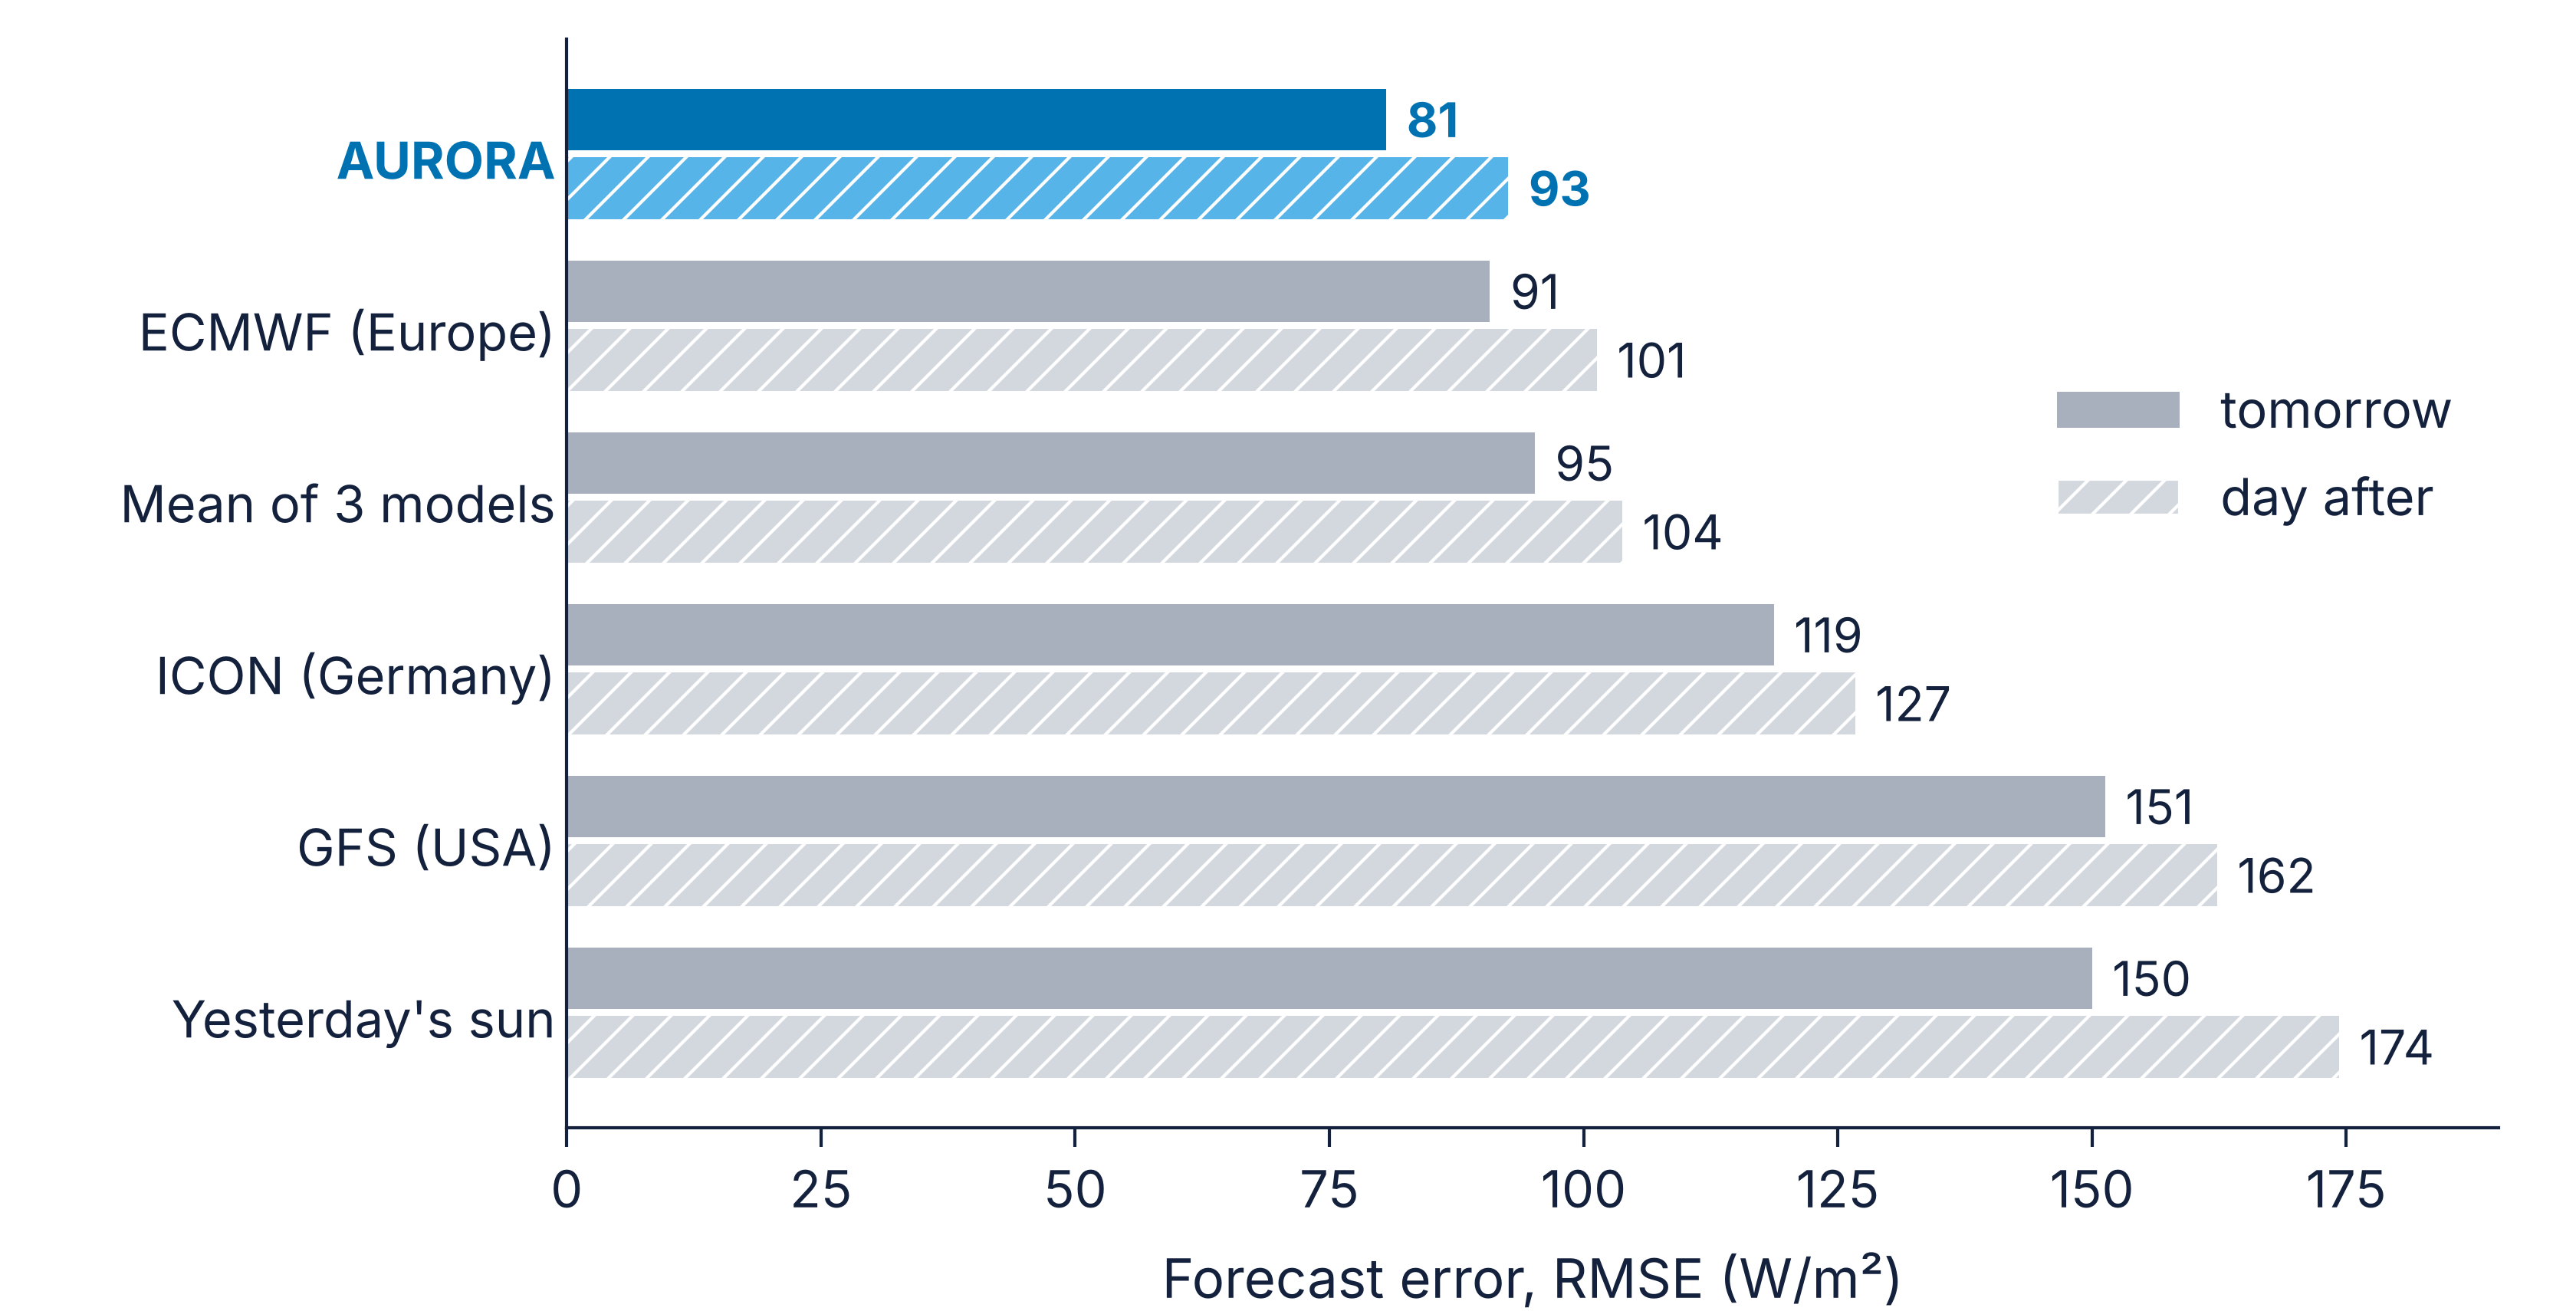 AURORA
81
93
ECMWF (Europe)
91
101
Mean of 3 models
95
104
ICON (Germany)
119
127
GFS (USA)
151
162
Yesterday's sun
150
174
tomorrow
day after
0 25 50 75 100 125 150 175
Forecast error, RMSE (W/m²)